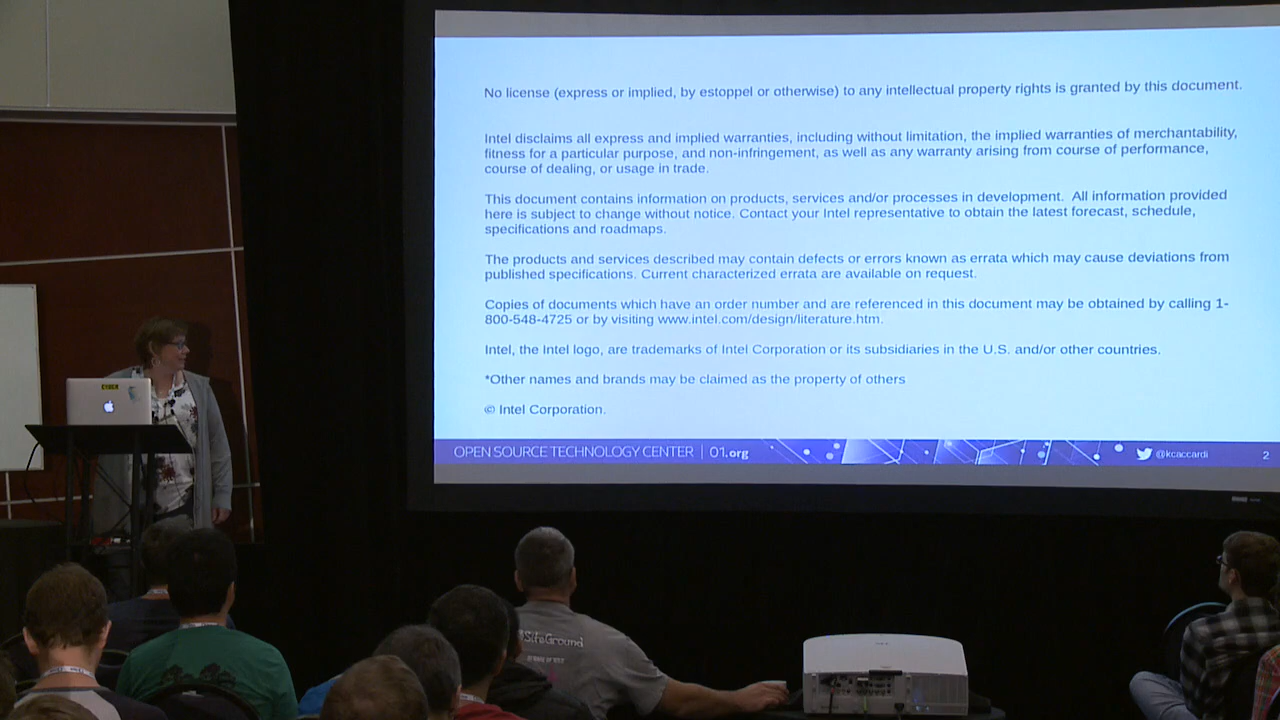 No license (express or implied, by estoppel or otherwise) to any intellectual property rights is granted by this document.
Intel disclaims all express and implied warranties, including without limitation, the implied warranties of merchantability,
fitness for a particular purpose, and non-infringement, as well as any warranty arising from course of performance,
course of dealing, or usage in trade.
This document contains information on products, services and/or processes in development.  All information provided
here is subject to change without notice. Contact your Intel representative to obtain the latest forecast, schedule,
specifications and roadmaps.
The products and services described may contain defects or errors known as errata which may cause deviations from
published specifications. Current characterized errata are available on request.
Copies of documents which have an order number and are referenced in this document may be obtained by calling 1-
800-548-4725 or by visiting www.intel.com/design/literature.htm.
Intel, the Intel logo, are trademarks of Intel Corporation or its subsidiaries in the U.S. and/or other countries.
*Other names and brands may be claimed as the property of others
© Intel Corporation.
OPEN SOURCE TECHNOLOGY CENTER | 01.org
@kcaccardi
2
CYBER